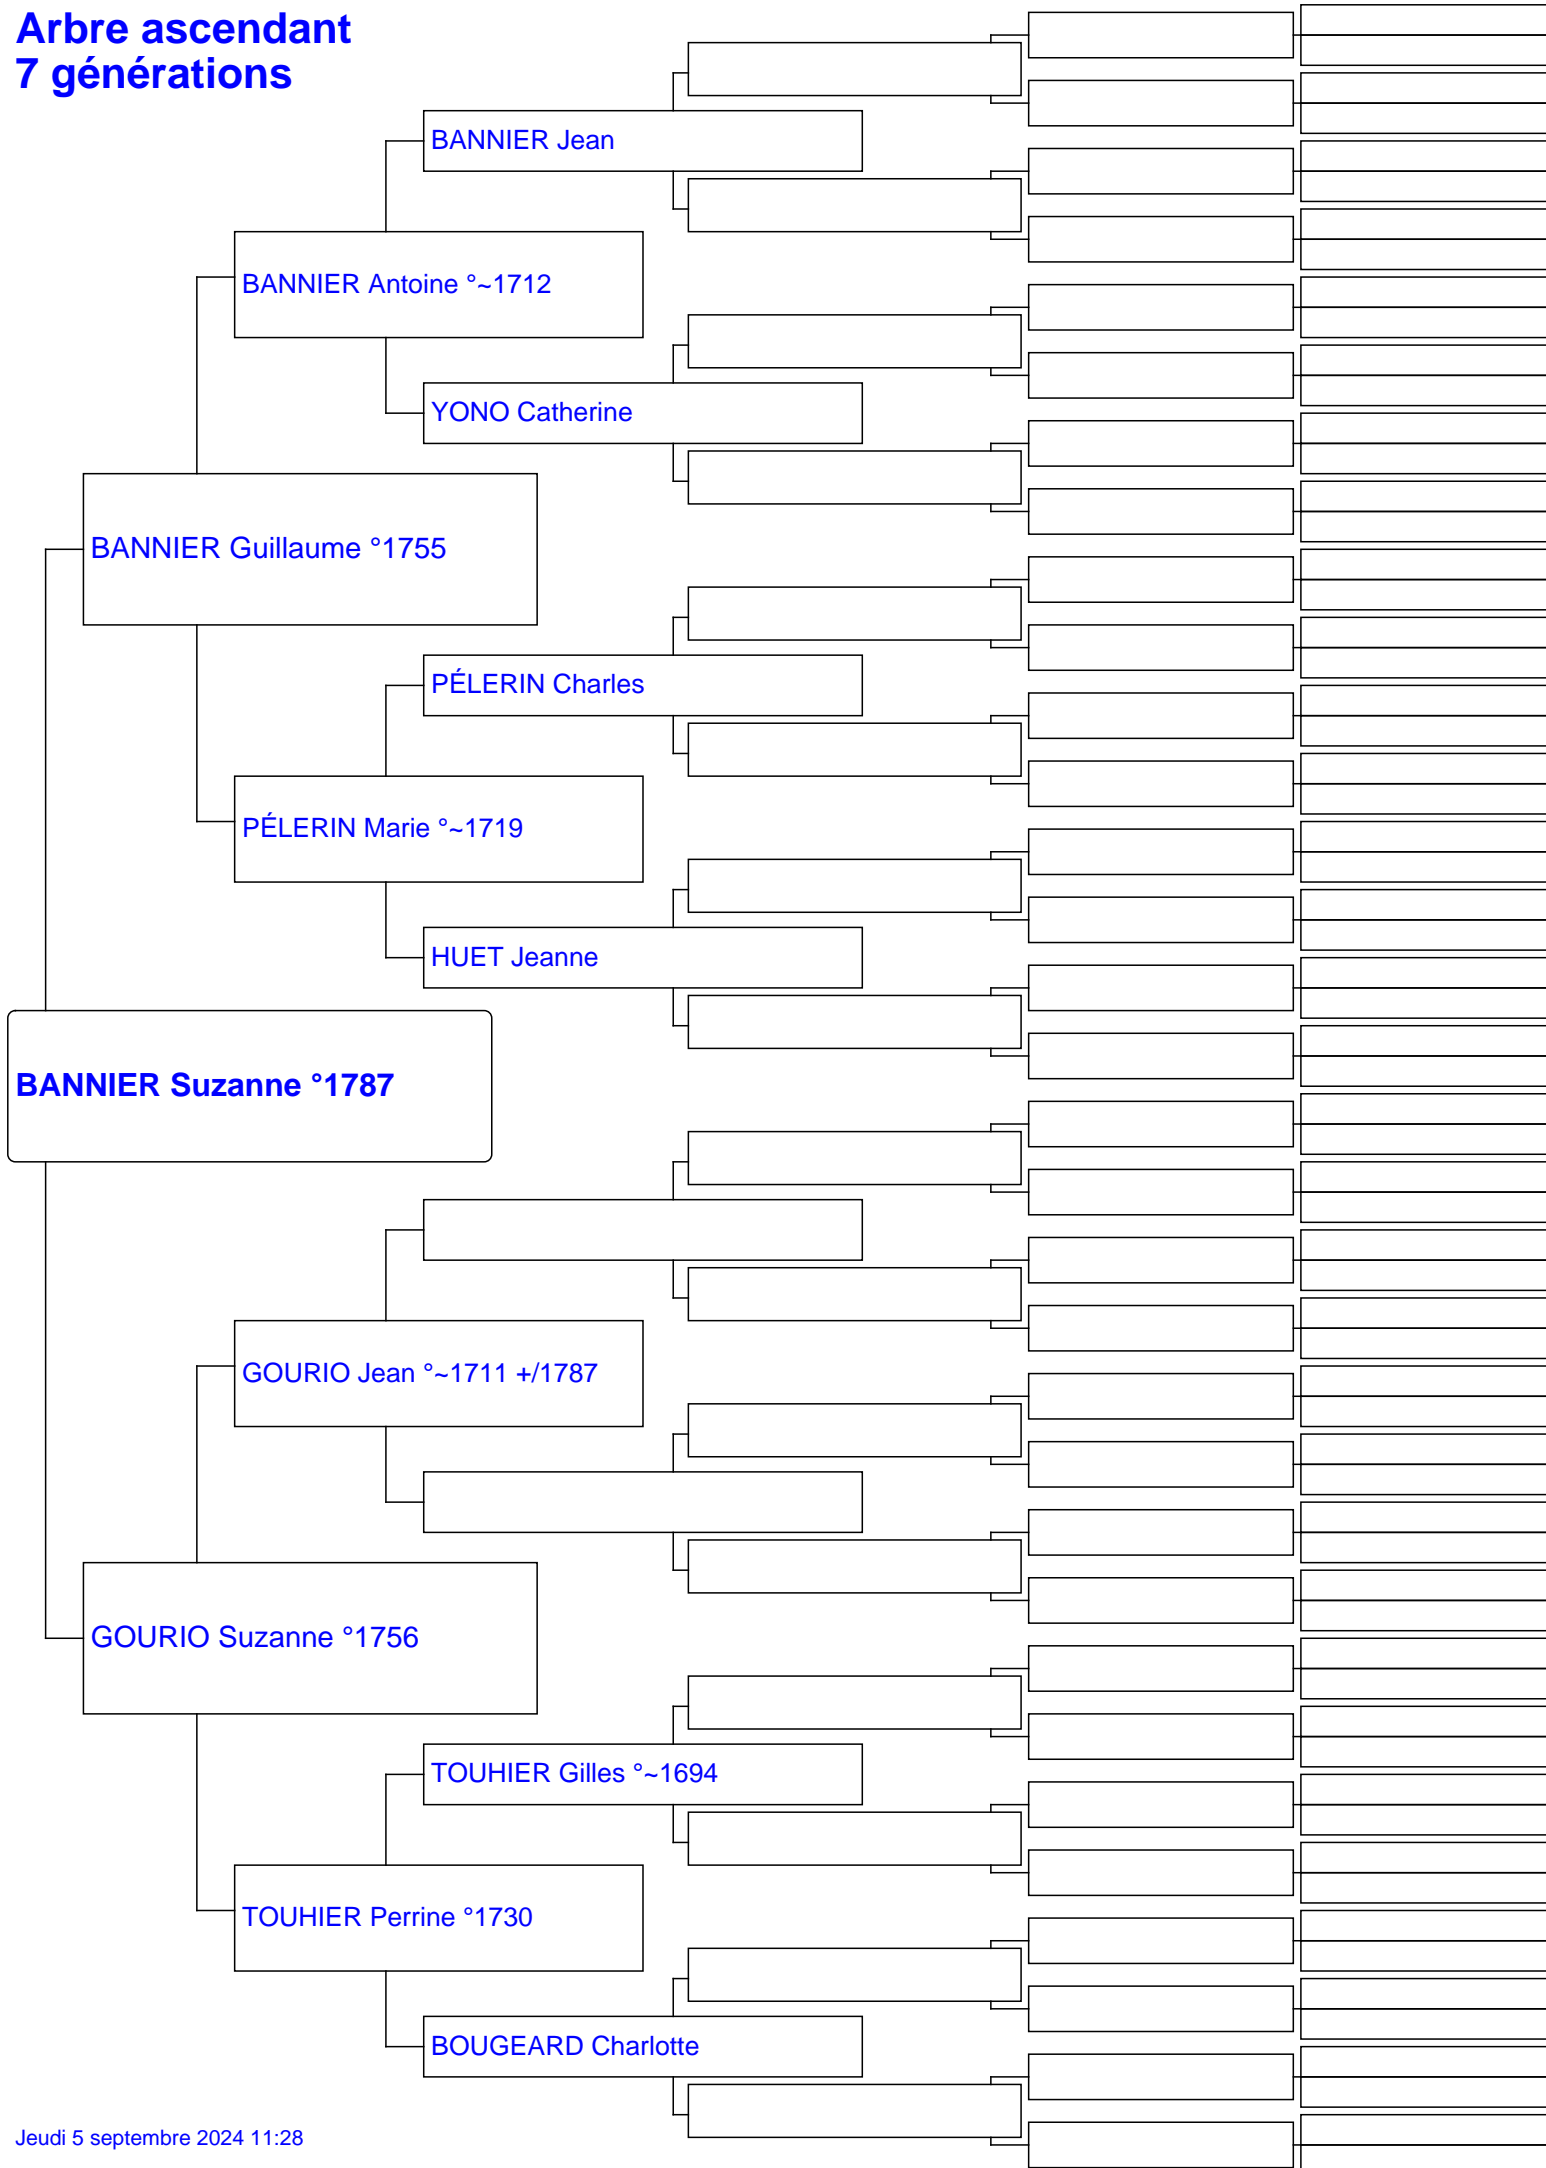 Arbre ascendant
7 générations
BANNIER Jean
BANNIER Antoine °~1712
YONO Catherine
BANNIER Guillaume °1755
PÉLERIN Charles
PÉLERIN Marie °~1719
HUET Jeanne
BANNIER Suzanne °1787
GOURIO Jean °~1711 +/1787
GOURIO Suzanne °1756
TOUHIER Gilles °~1694
TOUHIER Perrine °1730
BOUGEARD Charlotte
Jeudi 5 septembre 2024 11:28